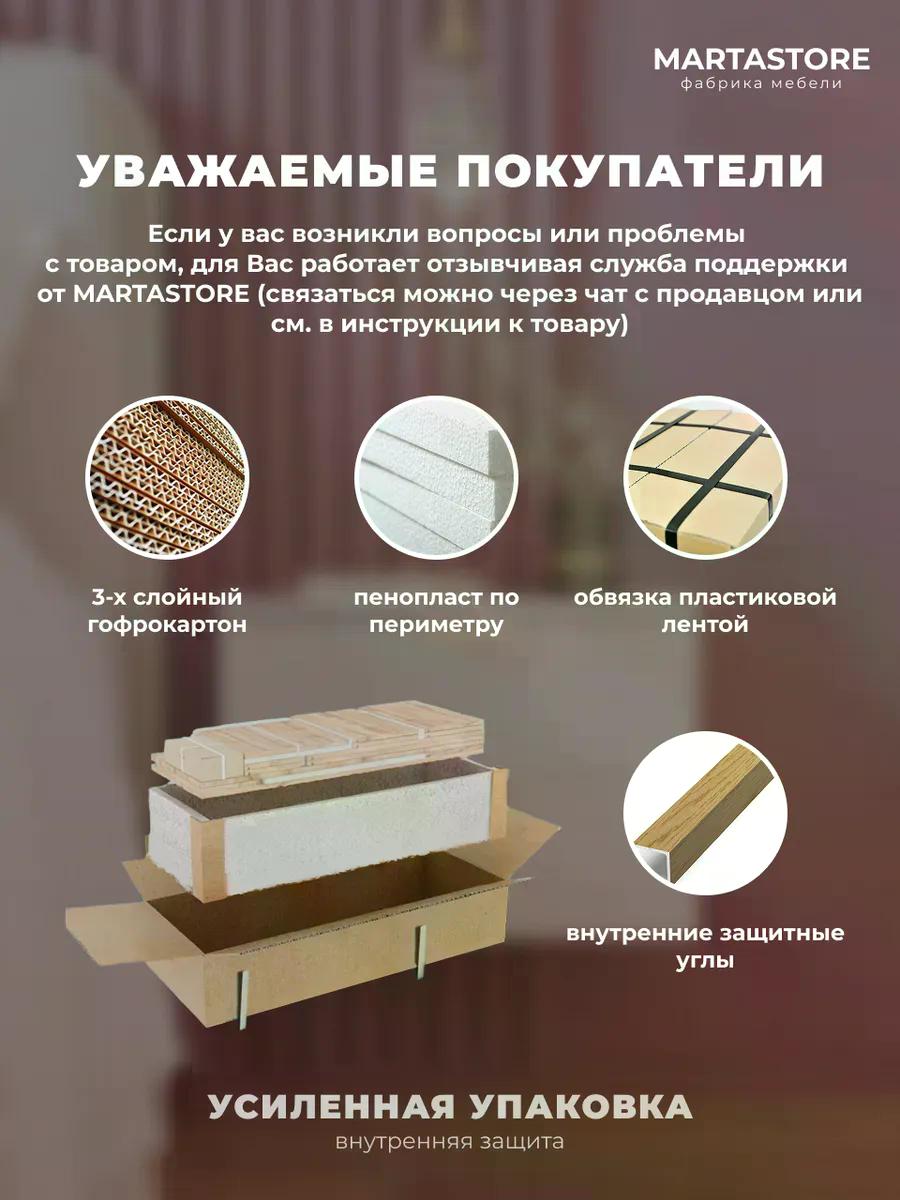 MARTASTORE
фабрика мебели
УВАЖАЕМЫЕ ПОКУПАТЕЛИ
Если у вас возникли вопросы или проблемы
с товаром, для Вас работает отзывчивая служба поддержки
от MARTASTORE (связаться можно через чат с продавцом или
см. в инструкции к товару)
3-х слойный
гофрокартон
пенопласт по
периметру
обвязка пластиковой
лентой
внутренние защитные
углы
УСИЛЕННАЯ УПАКОВКА
внутренняя защита